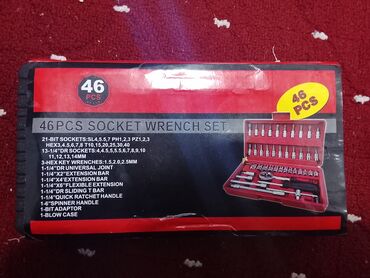 46
PCS
46PCS SOCKET WRENCH SET
46
PCS
21-BIT SOCKETS:SL4,5.5,7 PH1,2,3 PZ1,2,3
HEX3,4,5,6,7,8 T10,15,20,25,30,40
13-1/4"DR SOCKETS:4,4.5,5,5.5,6,7,8,9,10
11,12,13,14MM
3-HEX KEY WRENCHES:1.5,2.0,2.5MM
1-1/4"DR UNIVERSAL JOINT
1-1/4"X2"EXTENSION BAR
1-1/4"X4"EXTENSION BAR
1-1/4"X6"FLEXIBLE EXTENSION
1-1/4"DR SLIDING T BAR
1-1/4"QUICK RATCHET HANDLE
1-6"SPINNER HANDLE
1-BIT ADAPTOR
1-BLOW CASE